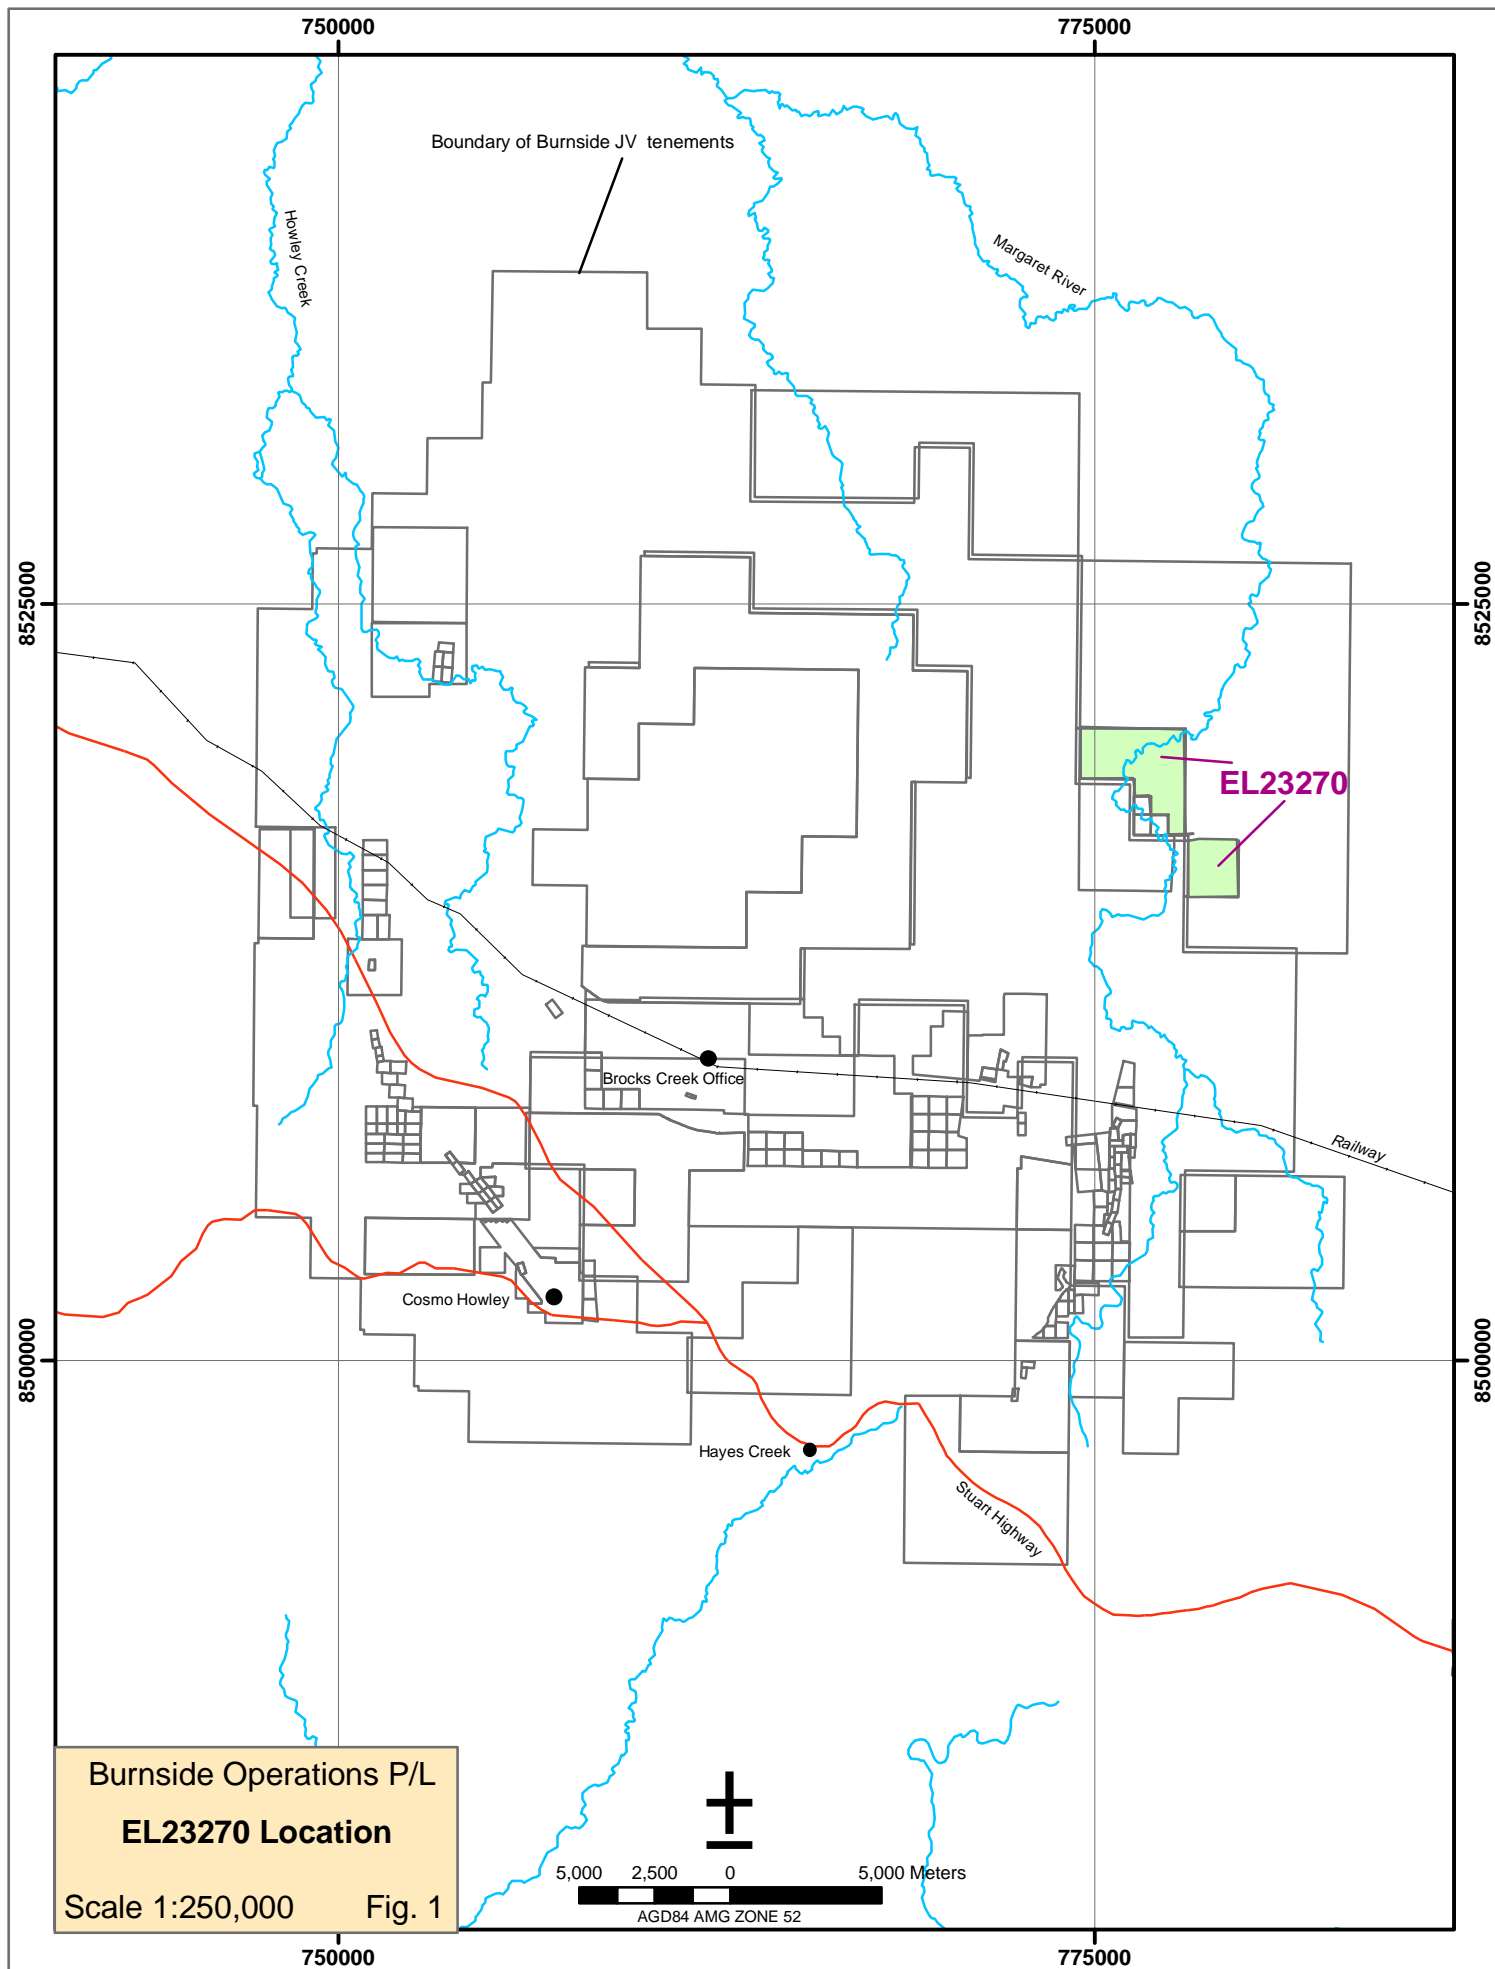 750000
775000
Boundary of Burnside JV tenements
Howley Creek
Margaret River
8525000
8525000
EL23270
Brocks Creek Office
Railway
Cosmo Howley
8500000
8500000
Hayes Creek
Stuart Highway
Burnside Operations P/L
EL23270 Location
Scale 1:250,000 Fig. 1
5,000 2,500 0 5,000 Meters
AGD84 AMG ZONE 52
750000
775000